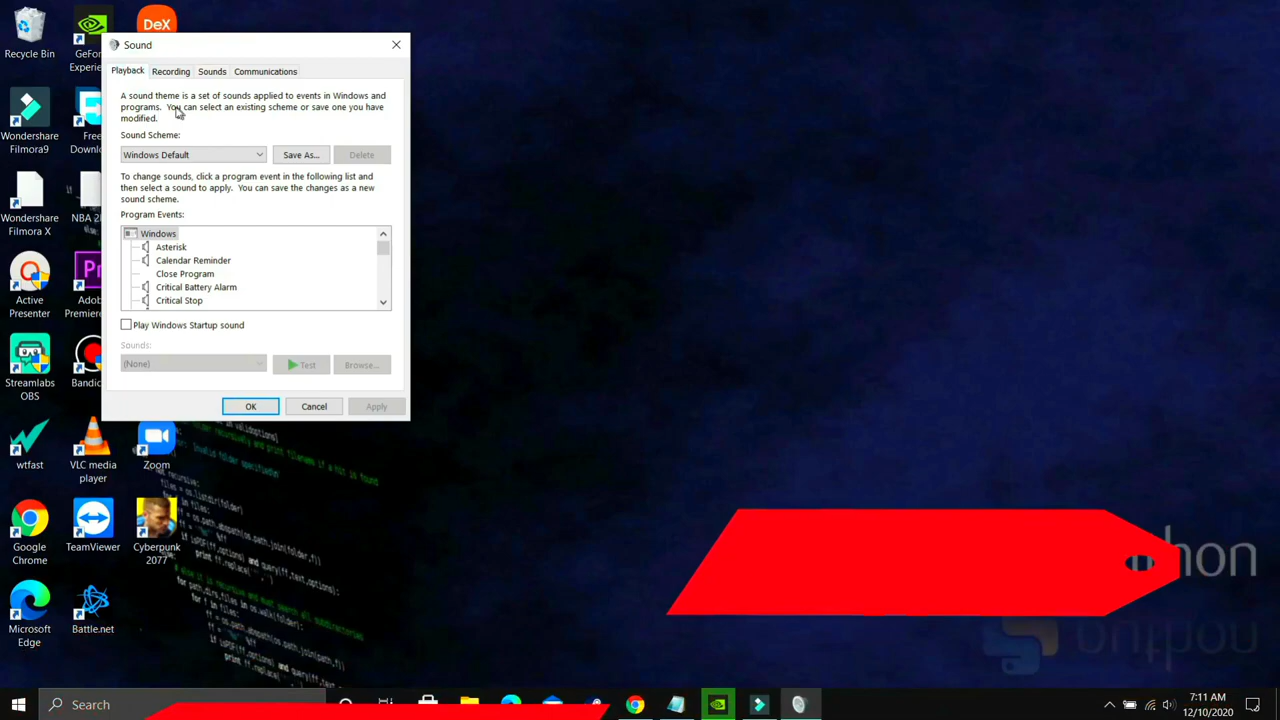 Recycle Bin
GeF
Experie
DeX
Sound
Playback
Recording
Sounds
Communications
A sound theme is a set of sounds applied to events in Windows and
programs. You can select an existing scheme or save one you have
modified.
Sound Scheme:
Windows Default
Save As...
Delete
To change sounds, click a program event in the following list and
then select a sound to apply. You can save the changes as a new
sound scheme.
Program Events:
Windows
Asterisk
Calendar Reminder
Close Program
Critical Battery Alarm
Critical Stop
Play Windows Startup sound
Sounds:
(None)
Test
Browse...
OK
Cancel
Apply
Wondershare
Filmora9
Free
Downlo
Wondershare
Filmora X
NBA 2
Active
Presenter
Adob
Premiere
Streamlabs
OBS
Bandic
wtfast
VLC media
player
Zoom
Google
Chrome
TeamViewer
Cyberpunk
2077
Microsoft
Edge
Battle.net
hon
Search
7:11 AM
12/10/2020